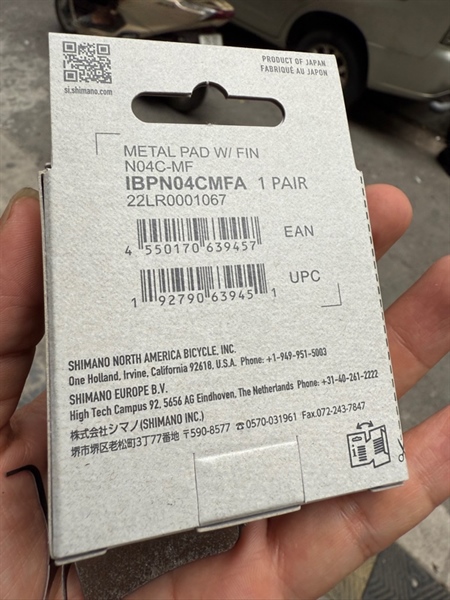 PRODUCT OF JAPAN
FABRIQUÉ AU JAPON
si.shimano.com
METAL PAD W/ FIN
N04C-MF
IBPN04CMFA 1 PAIR
22LR0001067
4 550170 639457 EAN
1 92790 63945 1 UPC
SHIMANO NORTH AMERICA BICYCLE, INC.
One Holland, Irvine, California 92618, U.S.A. Phone: +1-949-951-5003
SHIMANO EUROPE B.V.
High Tech Campus 92, 5656 AG Eindhoven, The Netherlands Phone: +31-40-261-2222
株式会社シマノ(SHIMANO INC.)
堺市堺区老松町3丁77番地 〒590-8577 ☎0570-031961 Fax.072-243-7847